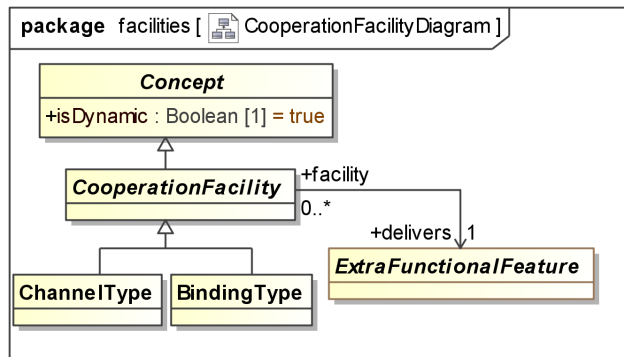 package facilities [ CooperationFacilityDiagram ]
Concept
+isDynamic : Boolean [1] = true
CooperationFacility
+facility
0..*
+delivers 1
ExtraFunctionalFeature
ChannelType
BindingType